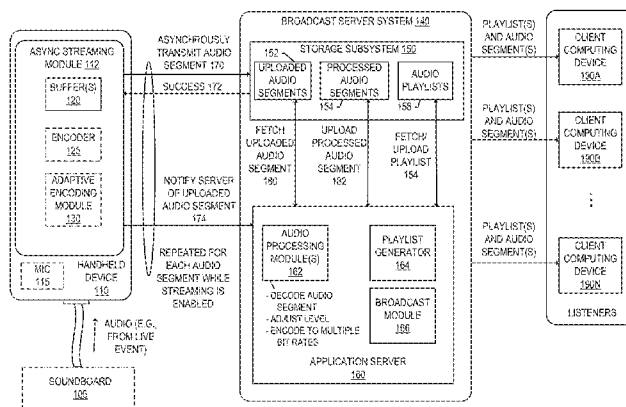 ASYNC STREAMING
MODULE 112
BUFFER(S)
120
ENCODER
125
ADAPTIVE
ENCODING
MODULE
130
MIC
115
HANDHELD
DEVICE
110
AUDIO (E.G.,
FROM LIVE
EVENT)
SOUNDBOARD
105
ASYNCHROUSLY
TRANSMIT AUDIO
SEGMENT 170
SUCCESS 172
NOTIFY SERVER
OF UPLOADED
AUDIO SEGMENT
174
REPEATED FOR
EACH AUDIO
SEGMENT WHILE
STREAMING IS
ENABLED
BROADCAST SERVER SYSTEM 140
STORAGE SUBSYSTEM 150
152
UPLOADED
AUDIO
SEGMENTS
PROCESSED
AUDIO
SEGMENTS
154
AUDIO
PLAYLISTS
156
FETCH
UPLOADED
AUDIO
SEGMENT
180
UPLOAD
PROCESSED
AUDIO
SEGMENT
182
FETCH/
UPLOAD
PLAYLIST
184
AUDIO
PROCESSING
MODULE(S)
162
- DECODE AUDIO
SEGMENT
- ADJUST LEVEL
- ENCODE TO MULTIPLE
BIT RATES
PLAYLIST
GENERATOR
164
BROADCAST
MODULE
166
APPLICATION SERVER
160
PLAYLIST(S)
AND AUDIO
SEGMENT(S)
PLAYLIST(S)
AND AUDIO
SEGMENT(S)
PLAYLIST(S)
AND AUDIO
SEGMENT(S)
CLIENT
COMPUTING
DEVICE
190A
CLIENT
COMPUTING
DEVICE
190B
CLIENT
COMPUTING
DEVICE
190N
LISTENERS